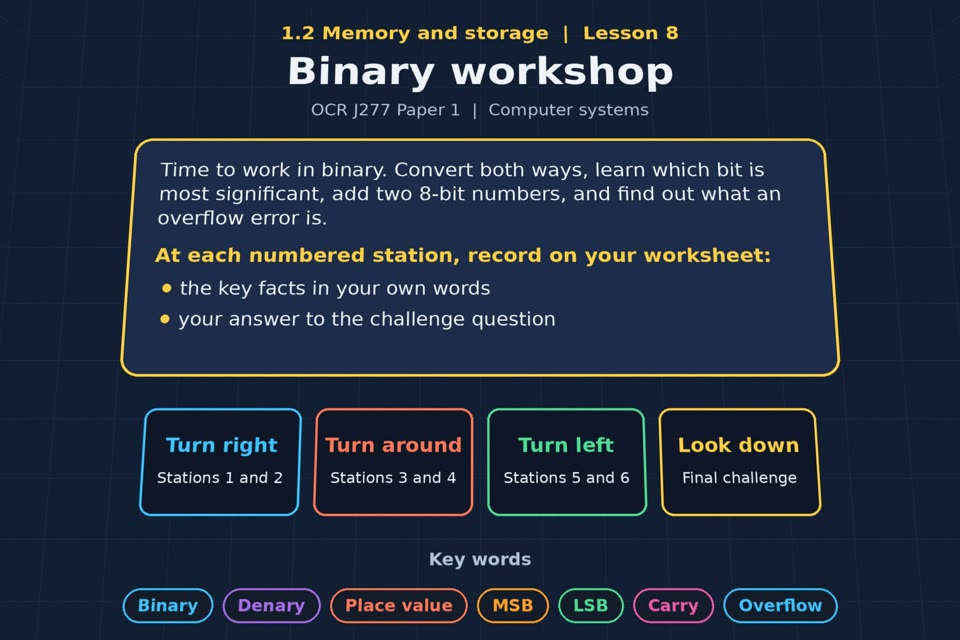 1.2 Memory and storage | Lesson 8
Binary workshop
OCR J277 Paper 1 | Computer systems
Time to work in binary. Convert both ways, learn which bit is
most significant, add two 8-bit numbers, and find out what an
overflow error is.
At each numbered station, record on your worksheet:
the key facts in your own words
your answer to the challenge question
Turn right
Stations 1 and 2
Turn around
Stations 3 and 4
Turn left
Stations 5 and 6
Look down
Final challenge
Key words
Binary
Denary
Place value
MSB
LSB
Carry
Overflow